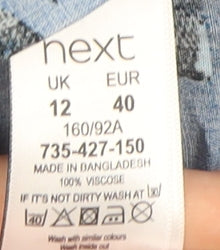 next
UK EUR
12 40
160/92A
735-427-150
MADE IN BANGLADESH
100% VISCOSE
IF IT'S NOT DIRTY WASH AT 30
40
Wash with similar colours
Wash inside out